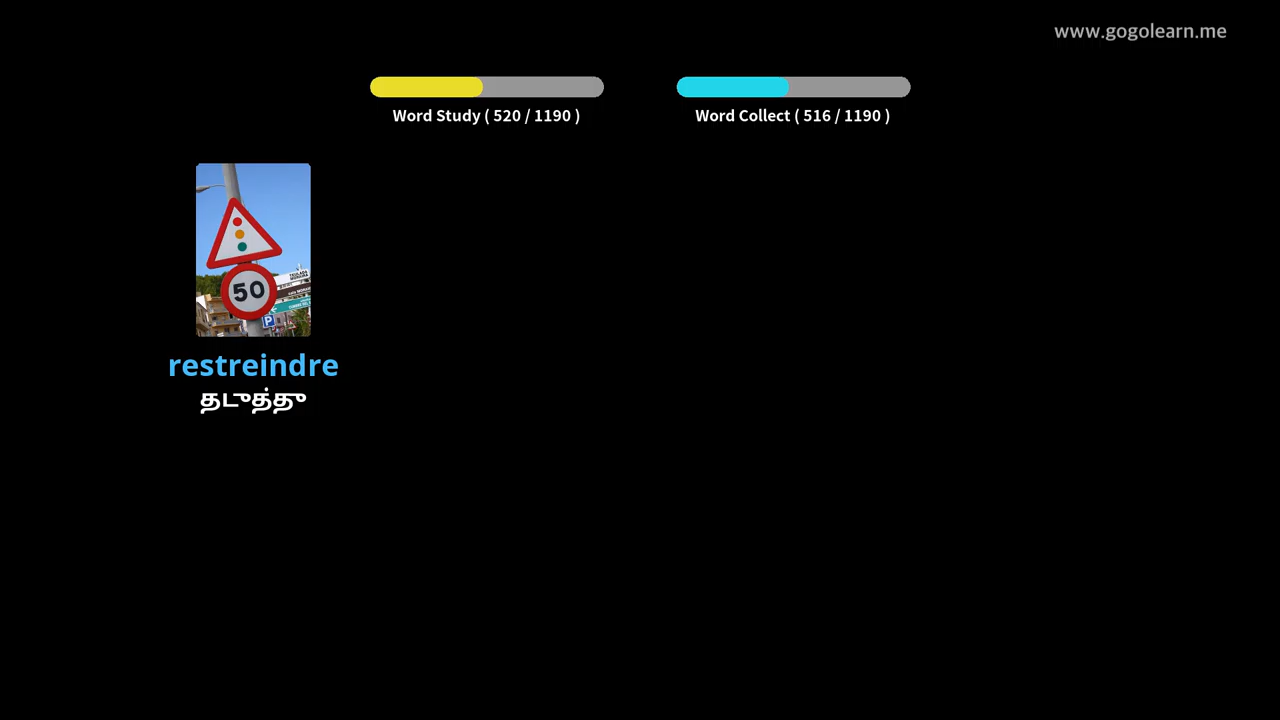 www.gogolearn.me
Word Study ( 520 / 1190 )
Word Collect ( 516 / 1190 )
50
P
restreindre
தடுத்து